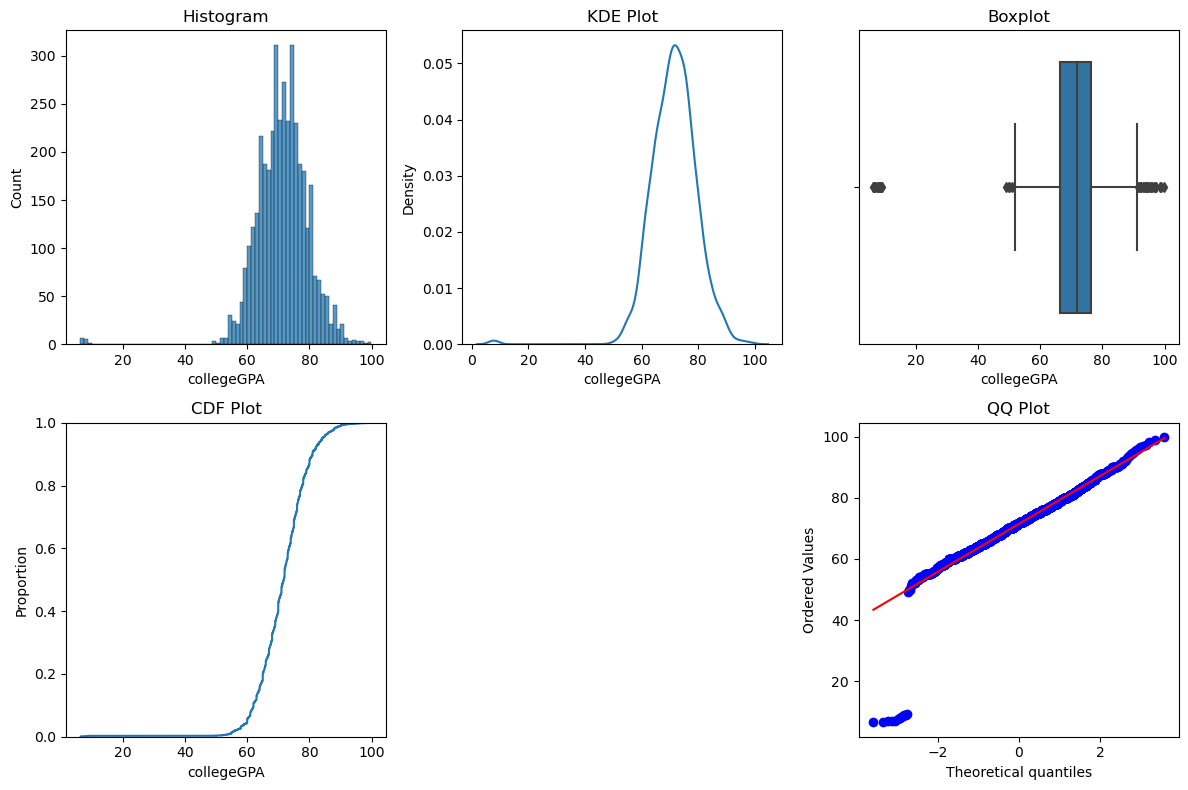 Histogram
Count
300
250
200
150
100
50
0
20 40 60 80 100
collegeGPA
KDE Plot
Density
0.05
0.04
0.03
0.02
0.01
0.00
0 20 40 60 80 100
collegeGPA
Boxplot
20 40 60 80 100
collegeGPA
CDF Plot
Proportion
1.0
0.8
0.6
0.4
0.2
0.0
20 40 60 80 100
collegeGPA
QQ Plot
Ordered Values
100
80
60
40
20
−2 0 2
Theoretical quantiles